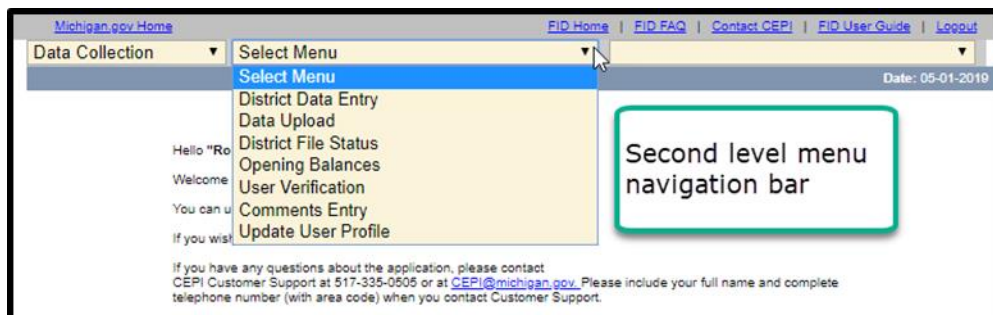 Michigan.gov Home FID Home | FID FAQ | Contact CEPI | FID User Guide | Logout
Data Collection Select Menu
Select Menu Date: 05-01-2019
District Data Entry
Data Upload
Hello "Ro District File Status
Opening Balances
Welcome User Verification
You can u Comments Entry
If you wish Update User Profile
Second level menu
navigation bar
If you have any questions about the application, please contact
CEPI Customer Support at 517-335-0505 or at CEPI@michigan.gov. Please include your full name and complete
telephone number (with area code) when you contact Customer Support.